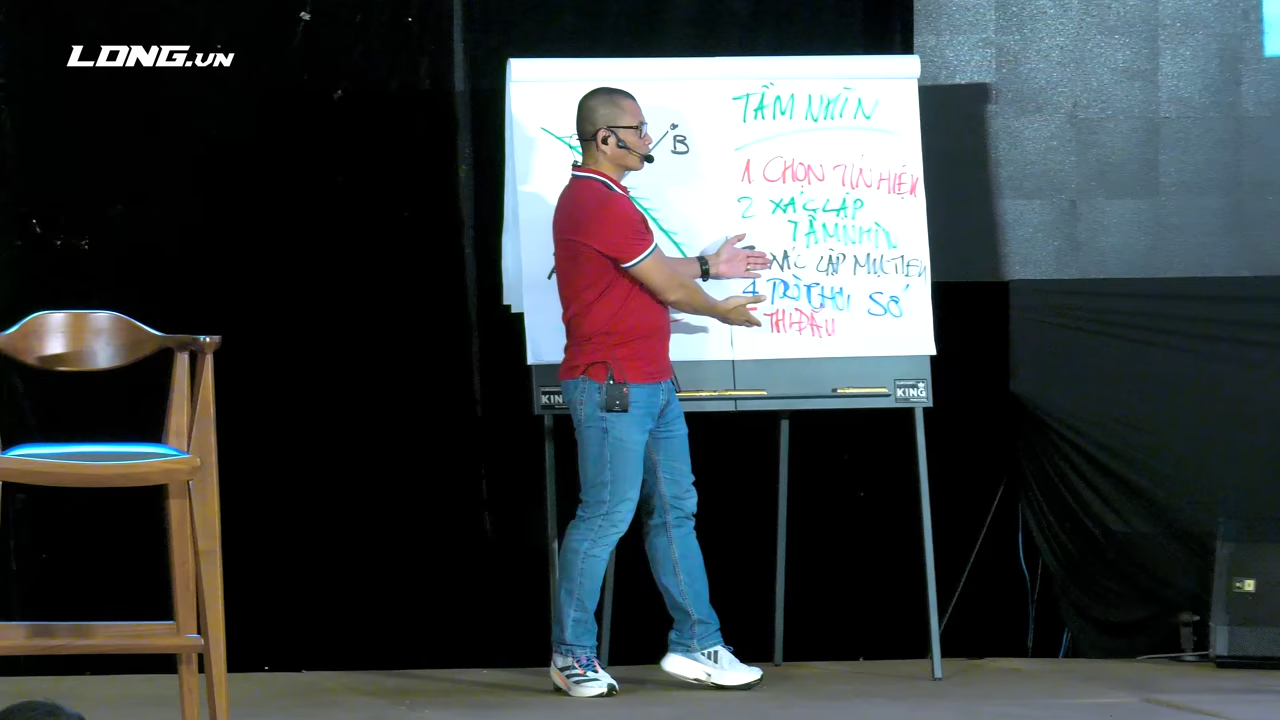 LONG.VN
TẦM NHÌN
B
1 CHỌN TÍN HIỆU
2 XÁC LẬP
TẦM NHÌN
XÁC LẬP MỤC TIÊU
4 TRÒ CHƠI SỐ
THI ĐẤU
KING
KING